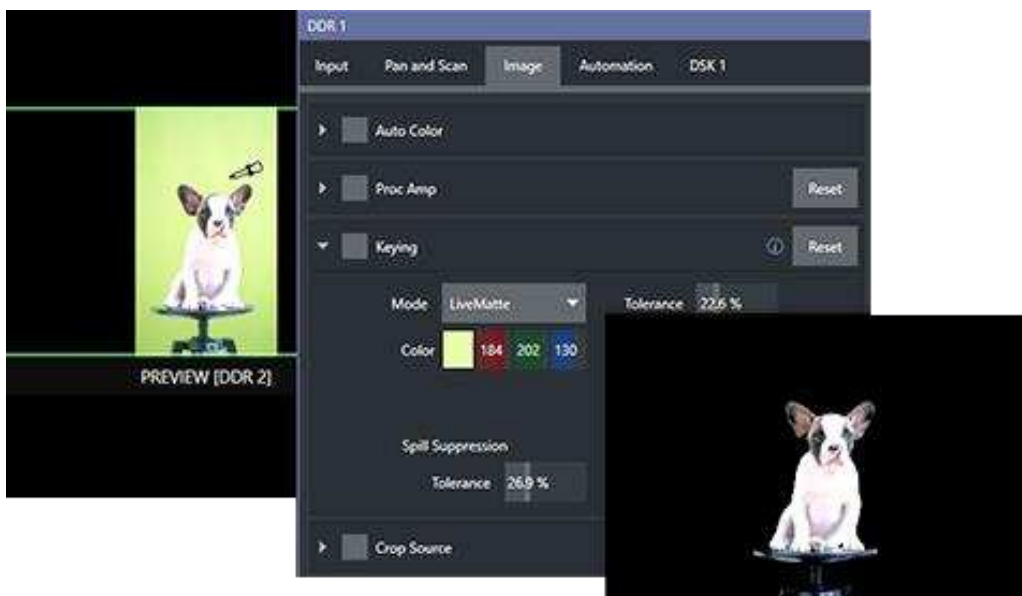 DDR 1
Input Pan and Scan Image Automation DSK 1
Auto Color
Proc Amp Reset
Keying Reset
Mode LiveMatte Tolerance 22.6 %
Color 184 202 130
PREVIEW [DDR 2]
Spill Suppression
Tolerance 26.9 %
Crop Source